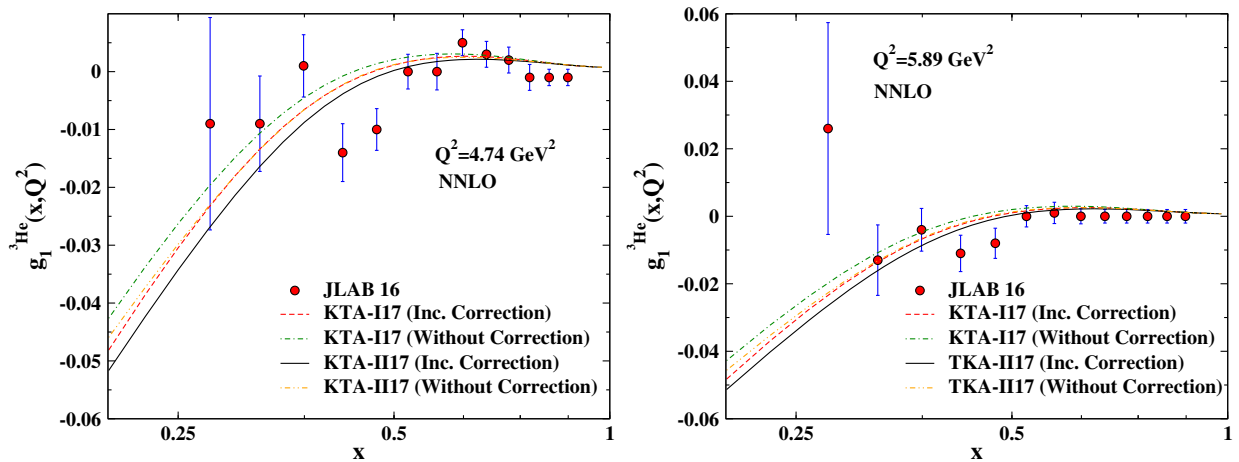 0
-0.01
-0.02
-0.03
-0.04
-0.05
-0.06
g₁³He(x,Q²)
Q²=4.74 GeV²
NNLO
JLAB 16
KTA-I17 (Inc. Correction)
KTA-I17 (Without Correction)
KTA-II17 (Inc. Correction)
KTA-II17 (Without Correction)
0.25
0.5
1
x
0.06
0.04
0.02
0
-0.02
-0.04
-0.06
g₁³He(x,Q²)
Q²=5.89 GeV²
NNLO
JLAB 16
KTA-I17 (Inc. Correction)
KTA-I17 (Without Correction)
TKA-II17 (Inc. Correction)
TKA-II17 (Without Correction)
0.25
0.5
1
x